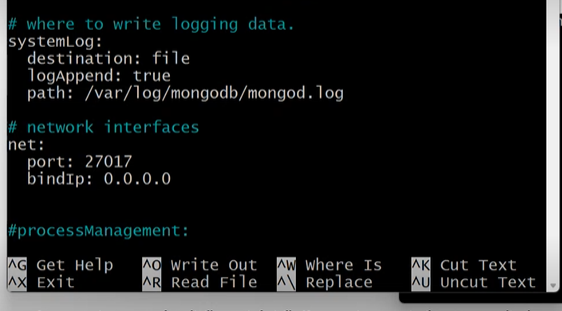 # where to write logging data.
systemLog:
  destination: file
  logAppend: true
  path: /var/log/mongodb/mongod.log
# network interfaces
net:
  port: 27017
  bindIp: 0.0.0.0
#processManagement:
^G Get Help  ^O Write Out  ^W Where Is  ^K Cut Text
^X Exit  ^R Read File  ^\ Replace  ^U Uncut Text